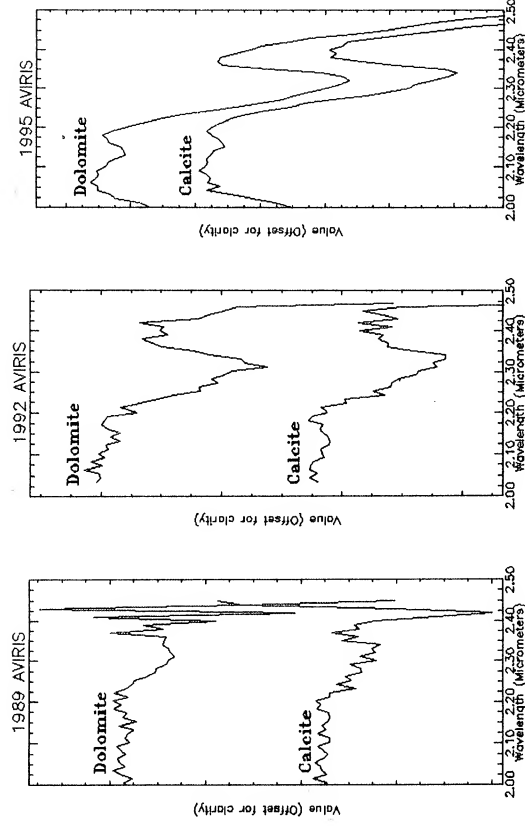 1989 AVIRIS
Value (Offset for clarity)
Dolomite
Calcite
2.00 2.10 2.20 2.30 2.40 2.50
Wavelength (Micrometers)
1992 AVIRIS
Value (Offset for clarity)
Dolomite
Calcite
2.00 2.10 2.20 2.30 2.40 2.50
Wavelength (Micrometers)
1995 AVIRIS
Value (Offset for clarity)
Dolomite
Calcite
2.00 2.10 2.20 2.30 2.40 2.50
Wavelength (Micrometers)